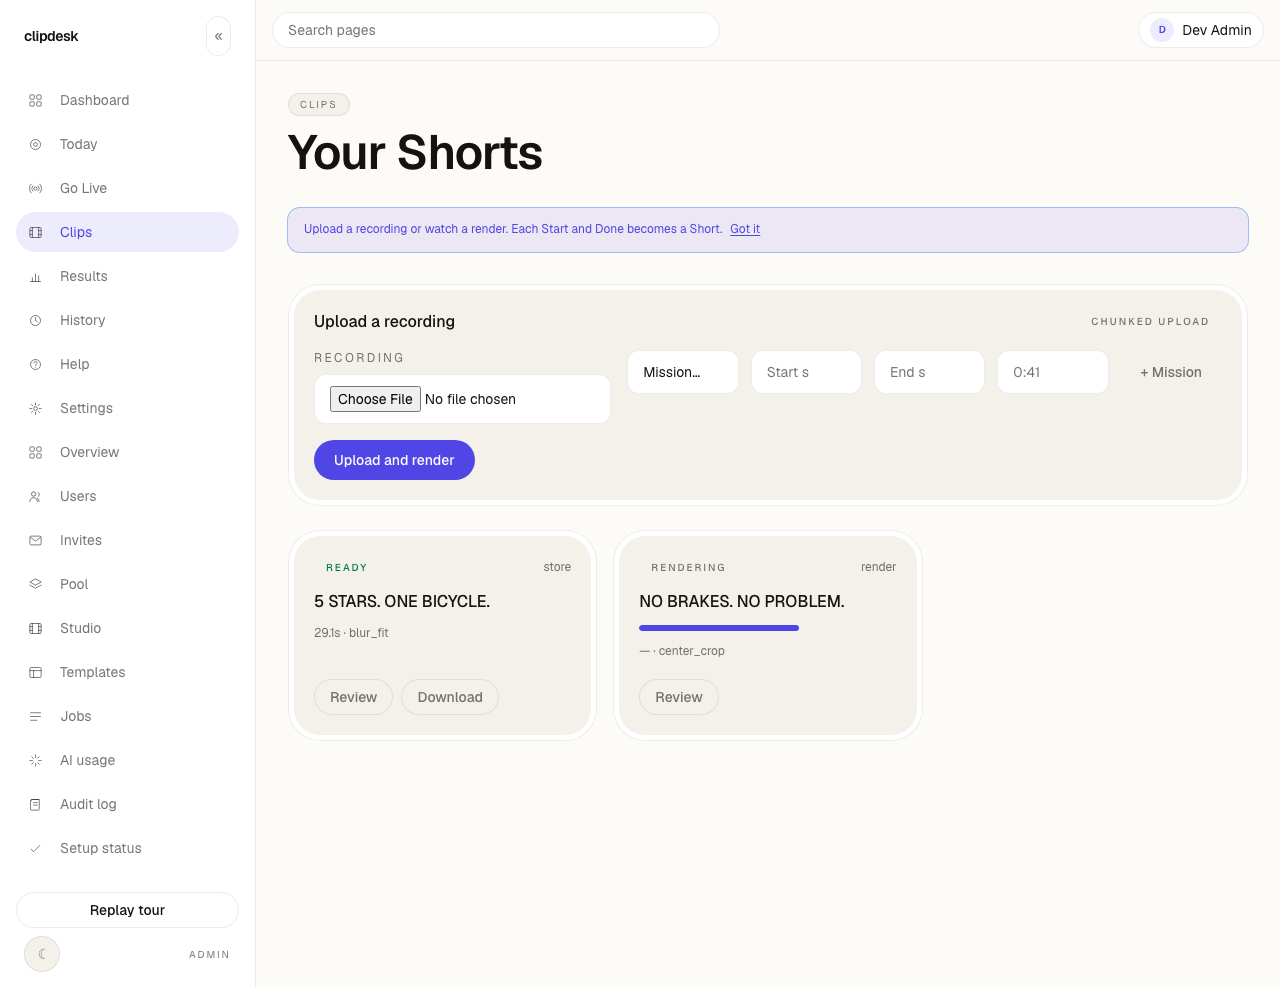 clipdesk
«
Search pages
D
Dev Admin
Dashboard
Today
Go Live
Clips
Results
History
Help
Settings
Overview
Users
Invites
Pool
Studio
Templates
Jobs
AI usage
Audit log
Setup status
Replay tour
ADMIN
CLIPS
Your Shorts
Upload a recording or watch a render. Each Start and Done becomes a Short. Got it
Upload a recording
CHUNKED UPLOAD
RECORDING
Choose File No file chosen
Mission…
Start s
End s
0:41
+ Mission
Upload and render
READY
store
5 STARS. ONE BICYCLE.
29.1s · blur_fit
Review
Download
RENDERING
render
NO BRAKES. NO PROBLEM.
— · center_crop
Review